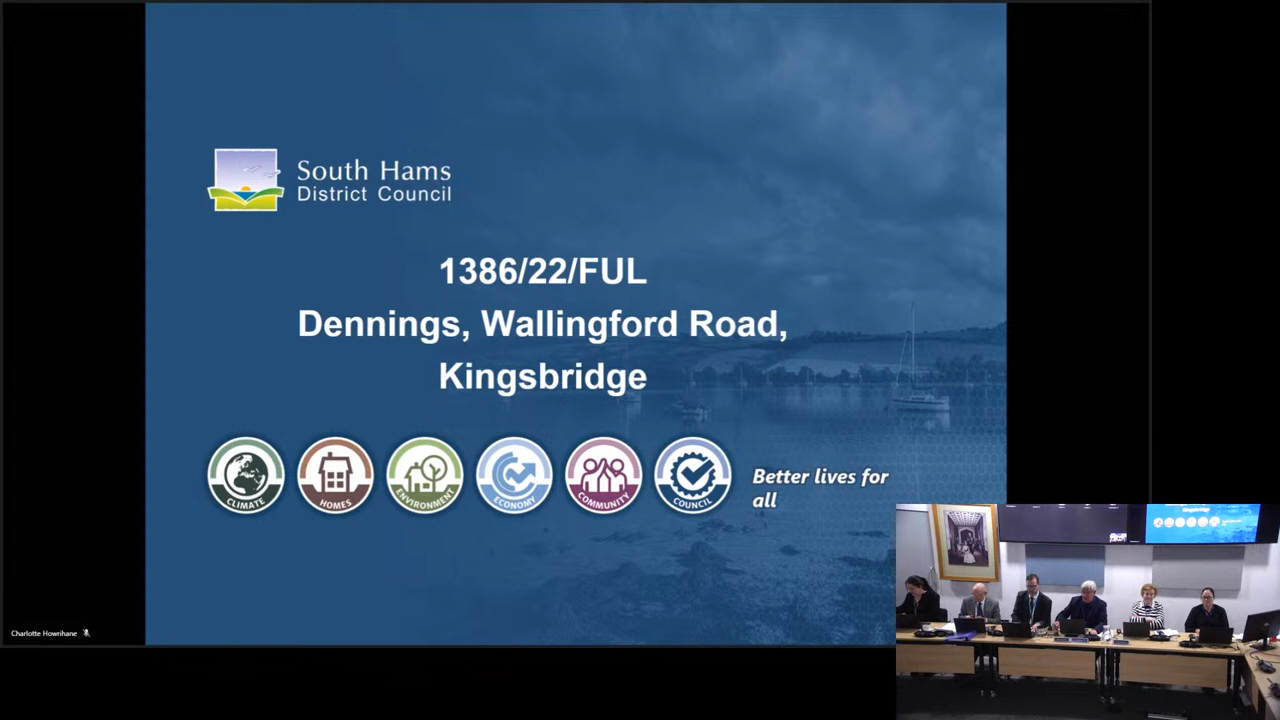 South Hams
District Council
1386/22/FUL
Dennings, Wallingford Road,
Kingsbridge
CLIMATE
HOMES
ENVIRONMENT
ECONOMY
COMMUNITY
COUNCIL
Better lives for
all
Charlotte Howrihane